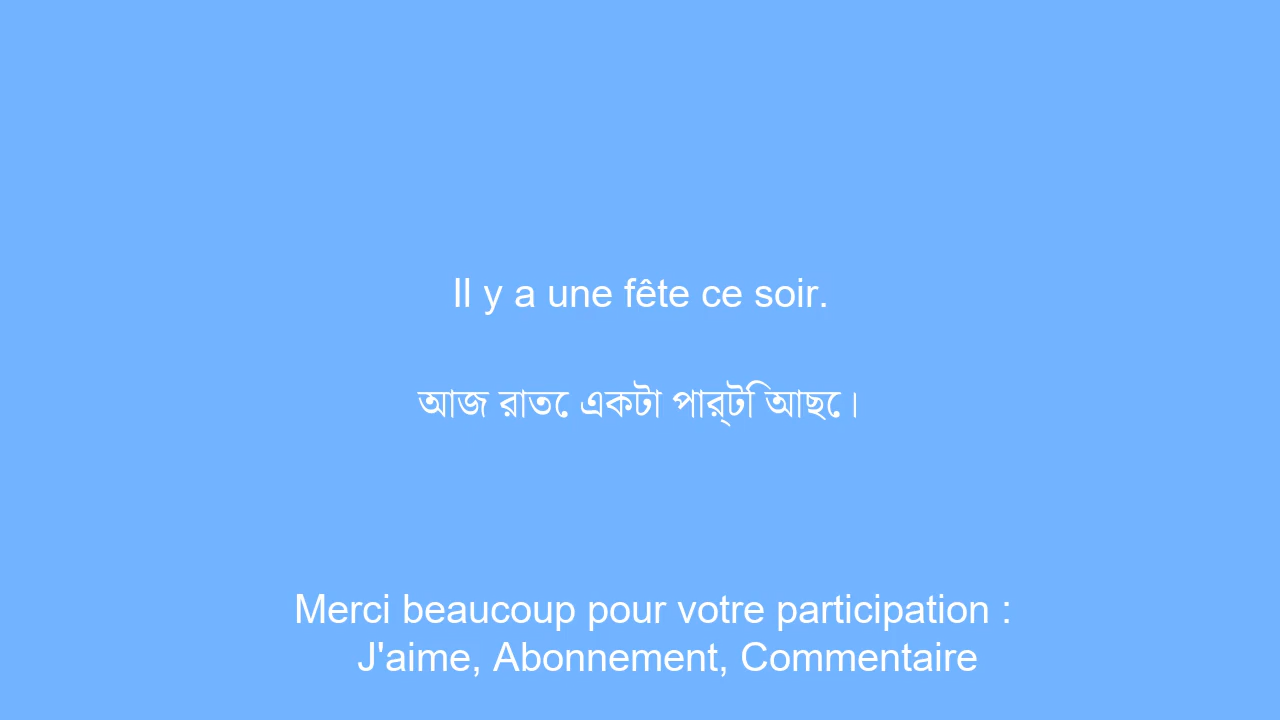 Il y a une fête ce soir.
আজ রাতে একটা পার্টি আছে।
Merci beaucoup pour votre participation :
J'aime, Abonnement, Commentaire